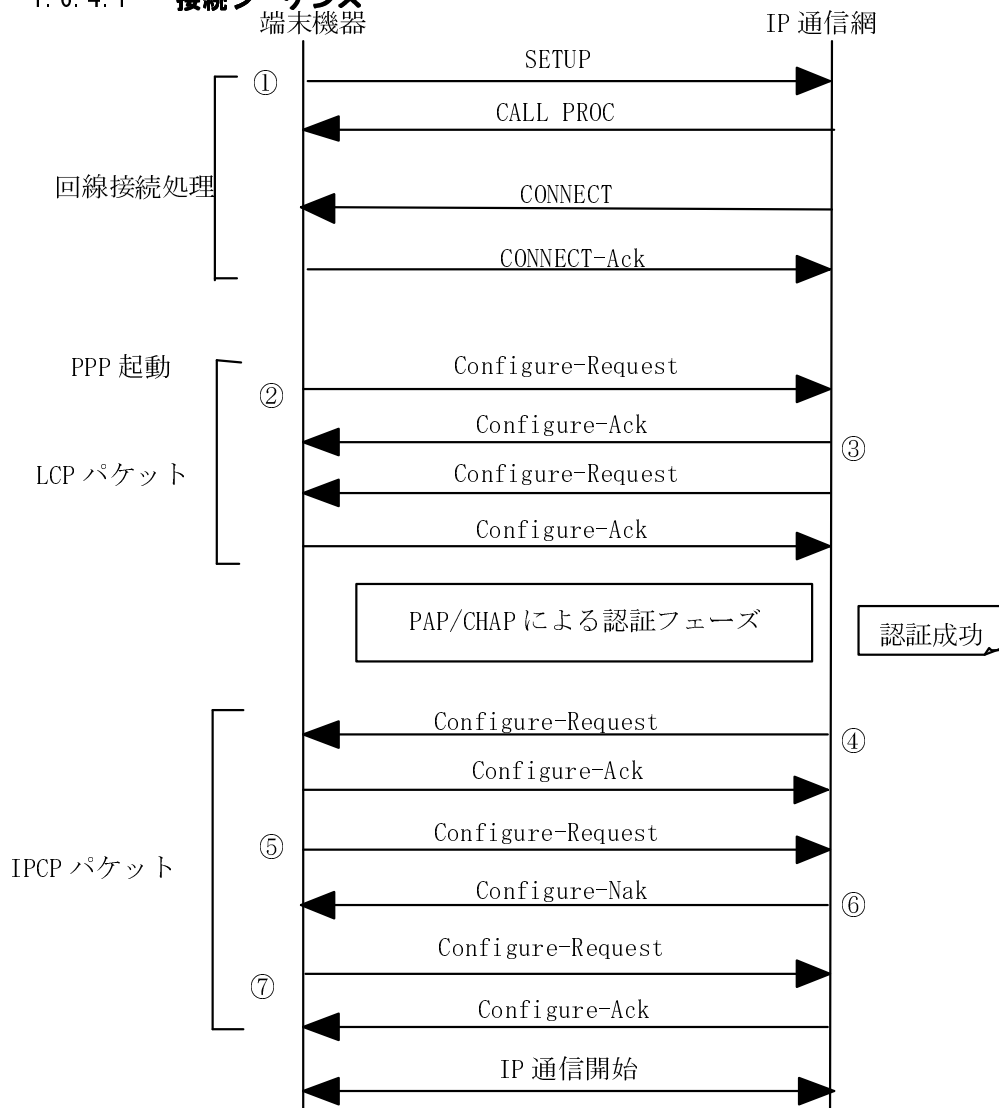 接続シーケンス
端末機器
IP 通信網
SETUP
①
CALL PROC
回線接続処理
CONNECT
CONNECT-Ack
PPP 起動
Configure-Request
②
Configure-Ack
③
LCP パケット
Configure-Request
Configure-Ack
PAP/CHAP による認証フェーズ
認証成功
Configure-Request
④
Configure-Ack
Configure-Request
⑤
IPCP パケット
Configure-Nak
⑥
Configure-Request
⑦
Configure-Ack
IP 通信開始